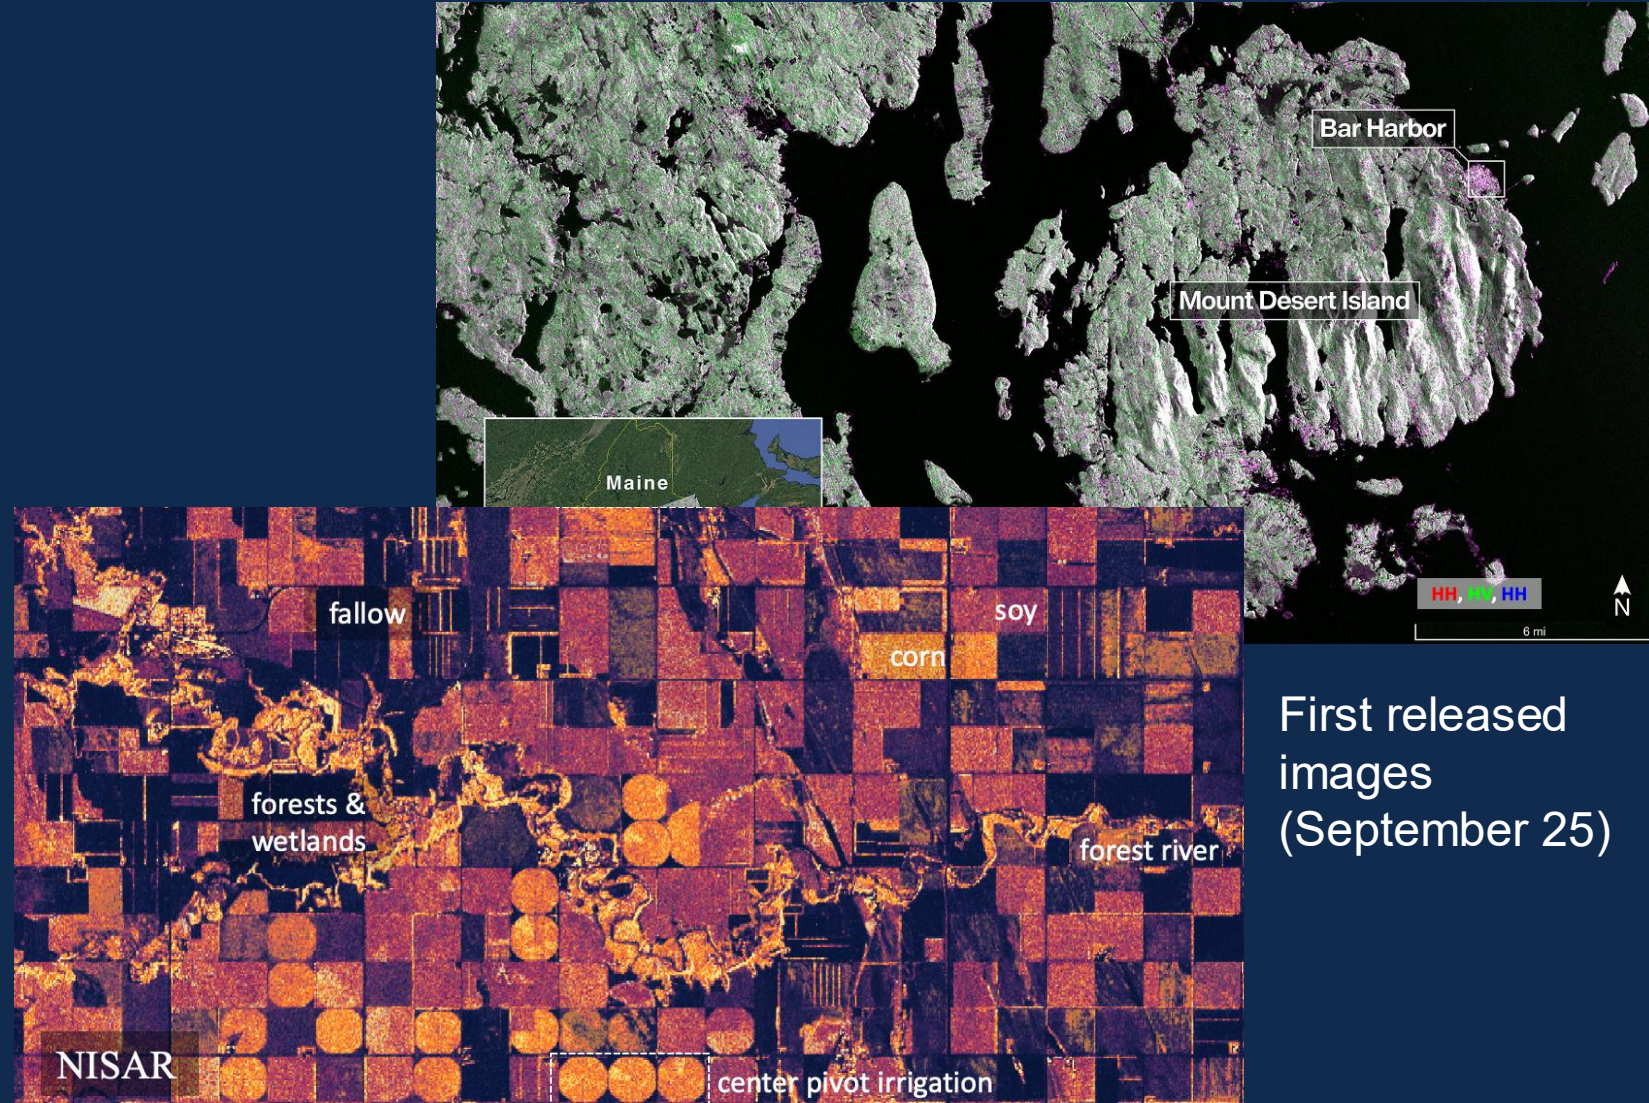 Bar Harbor
Mount Desert Island
Maine
HH, HV, HH
N
6 mi
fallow
soy
corn
forests &
wetlands
forest river
NISAR
center pivot irrigation
First released
images
(September 25)